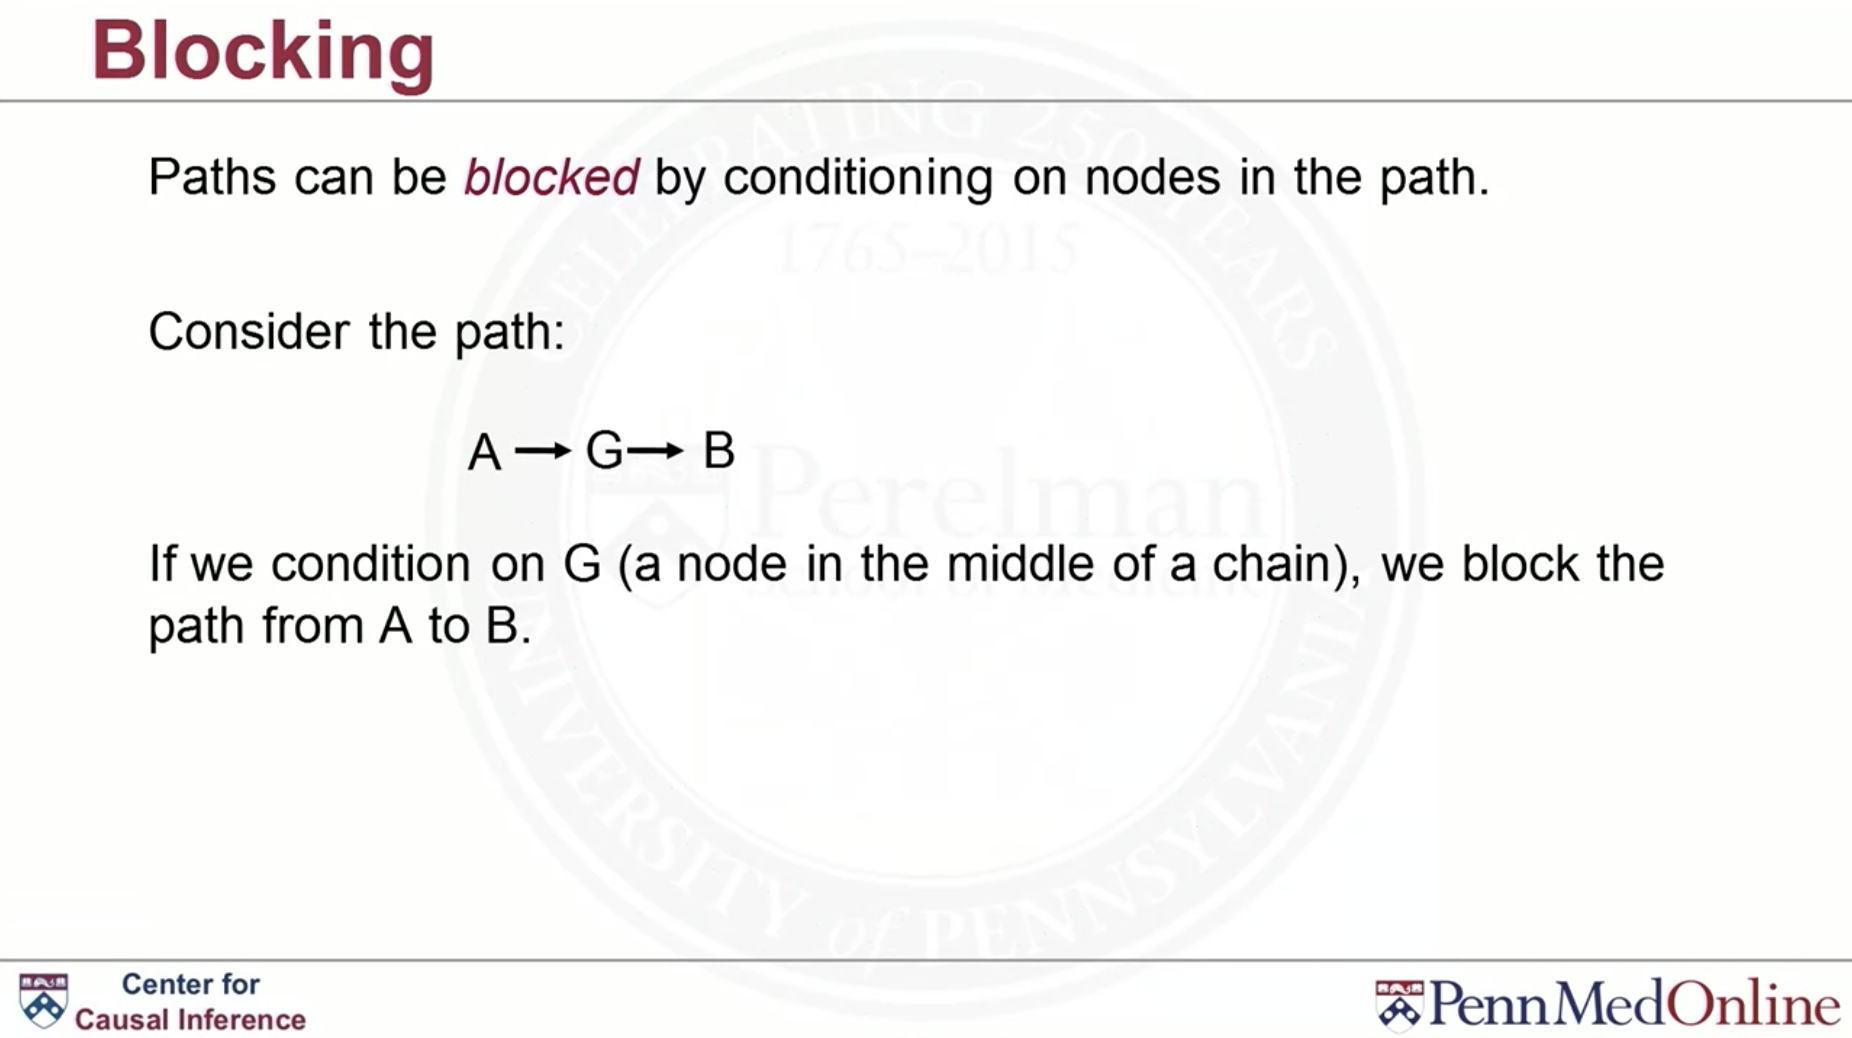 Blocking
Paths can be blocked by conditioning on nodes in the path.
Consider the path:
A → G → B
If we condition on G (a node in the middle of a chain), we block the
path from A to B.
CELEBRATING 250 YEARS
1765–2015
Perelman
School of Medicine
UNIVERSITY of PENNSYLVANIA
Center for
Causal Inference
PennMedOnline